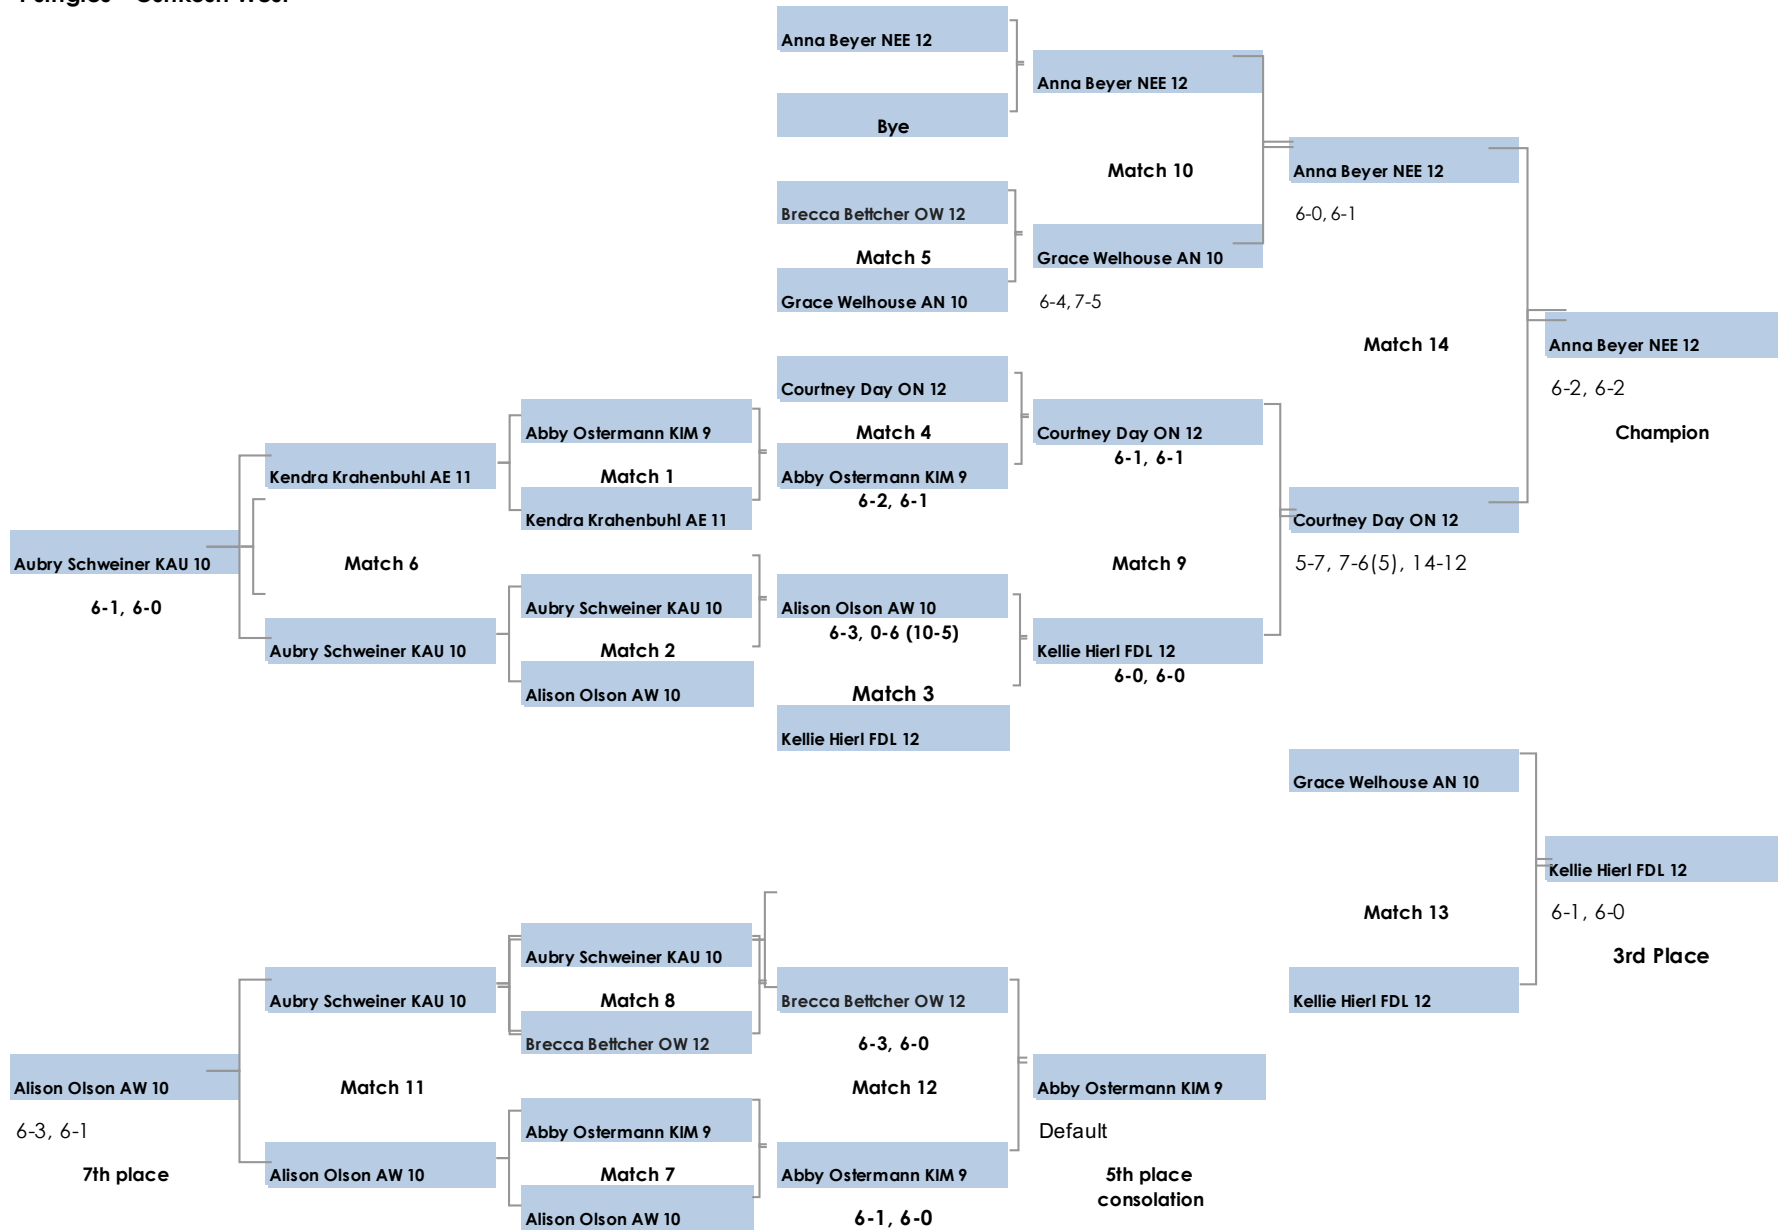 Anna Beyer NEE 12
Bye
Brecca Bettcher OW 12
Match 5
Grace Welhouse AN 10
Anna Beyer NEE 12
Match 10
Grace Welhouse AN 10
6-4, 7-5
Anna Beyer NEE 12
6-0, 6-1
Match 14
Anna Beyer NEE 12
6-2, 6-2
Champion
Courtney Day ON 12
Match 4
Abby Ostermann KIM 9
6-2, 6-1
Courtney Day ON 12
6-1, 6-1
Match 9
Courtney Day ON 12
5-7, 7-6(5), 14-12
Abby Ostermann KIM 9
Match 1
Kendra Krahenbuhl AE 11
Kendra Krahenbuhl AE 11
Match 6
Aubry Schweiner KAU 10
6-1, 6-0
Aubry Schweiner KAU 10
Aubry Schweiner KAU 10
Match 2
Alison Olson AW 10
Alison Olson AW 10
6-3, 0-6 (10-5)
Match 3
Kellie Hierl FDL 12
Kellie Hierl FDL 12
6-0, 6-0
Grace Welhouse AN 10
Match 13
Kellie Hierl FDL 12
Kellie Hierl FDL 12
6-1, 6-0
3rd Place
Aubry Schweiner KAU 10
Match 8
Brecca Bettcher OW 12
Brecca Bettcher OW 12
6-3, 6-0
Match 12
Abby Ostermann KIM 9
Default
5th place
consolation
Aubry Schweiner KAU 10
Match 11
Alison Olson AW 10
6-3, 6-1
7th place
Alison Olson AW 10
Abby Ostermann KIM 9
Match 7
Alison Olson AW 10
Abby Ostermann KIM 9
6-1, 6-0